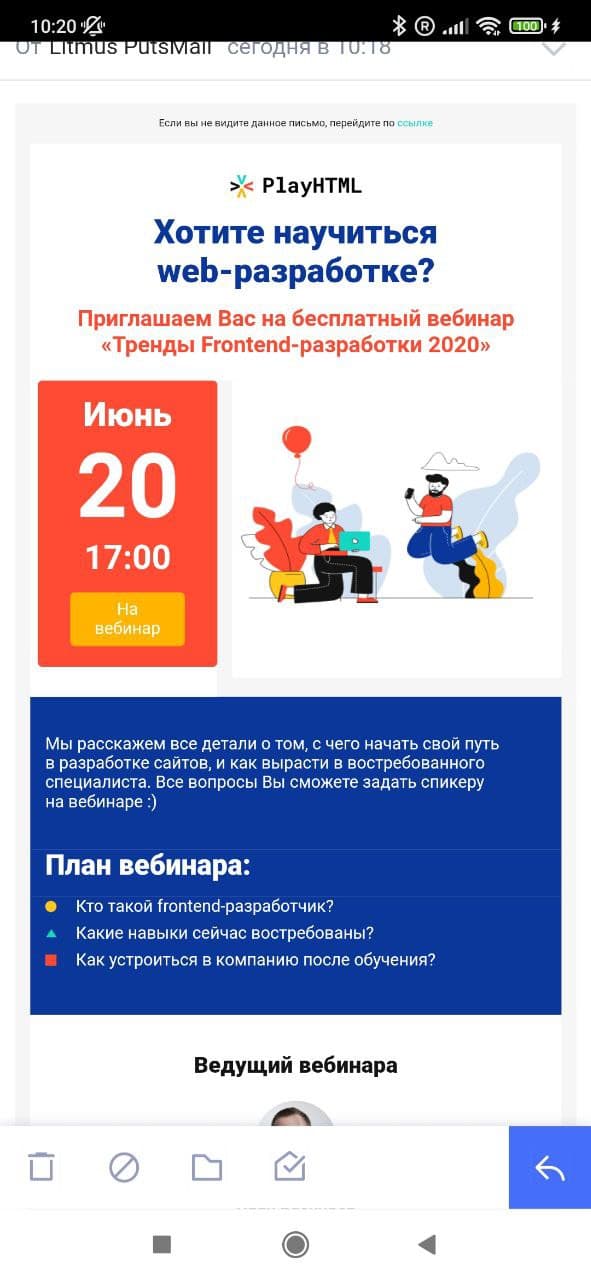 10:20
100
От Litmus PutsMail сегодня в 10:18
Если вы не видите данное письмо, перейдите по ссылке
PlayHTML
Хотите научиться
web-разработке?
Приглашаем Вас на бесплатный вебинар
«Тренды Frontend-разработки 2020»
Июнь
20
17:00
На
вебинар
Мы расскажем все детали о том, с чего начать свой путь
в разработке сайтов, и как вырасти в востребованного
специалиста. Все вопросы Вы сможете задать спикеру
на вебинаре :)
План вебинара:
Кто такой frontend-разработчик?
Какие навыки сейчас востребованы?
Как устроиться в компанию после обучения?
Ведущий вебинара